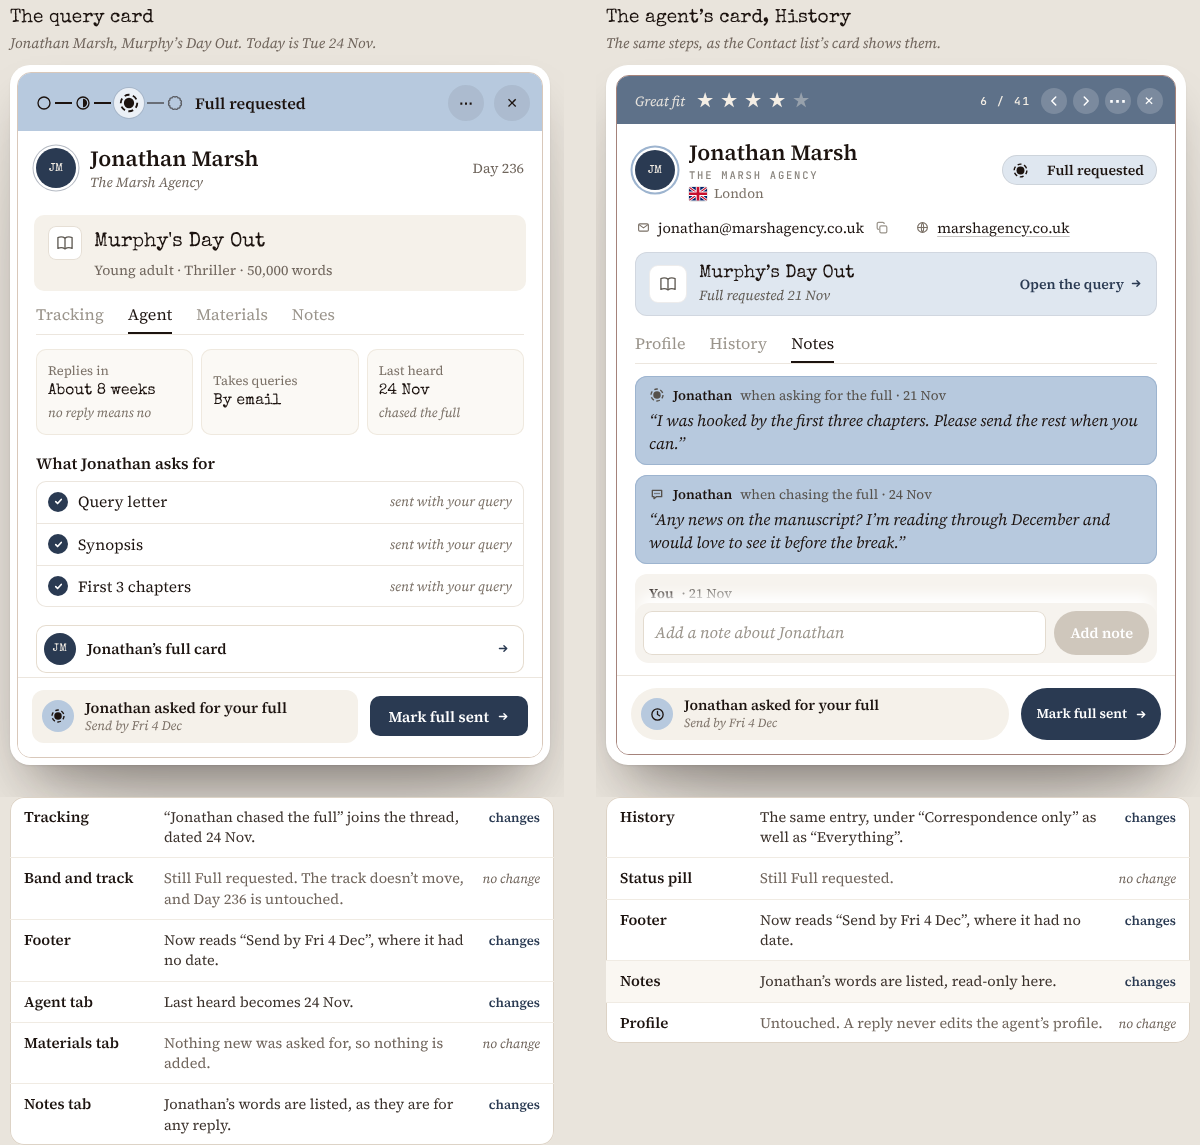 The query card
Jonathan Marsh, Murphy’s Day Out. Today is Tue 24 Nov.
Full requested
JM
Jonathan Marsh
The Marsh Agency
Day 236
Murphy's Day Out
Young adult · Thriller · 50,000 words
Tracking Agent Materials Notes
Replies in
About 8 weeks
no reply means no
Takes queries
By email
Last heard
24 Nov
chased the full
What Jonathan asks for
Query letter sent with your query
Synopsis sent with your query
First 3 chapters sent with your query
JM Jonathan’s full card →
Jonathan asked for your full
Send by Fri 4 Dec
Mark full sent →
Tracking
“Jonathan chased the full” joins the thread,
dated 24 Nov.
changes
Band and track
Still Full requested. The track doesn’t move,
and Day 236 is untouched.
no change
Footer
Now reads “Send by Fri 4 Dec”, where it had
no date.
changes
Agent tab
Last heard becomes 24 Nov.
changes
Materials tab
Nothing new was asked for, so nothing is
added.
no change
Notes tab
Jonathan’s words are listed, as they are for
any reply.
changes
The agent’s card, History
The same steps, as the Contact list’s card shows them.
Great fit ★ ★ ★ ★ ★
6 / 41
JM
Jonathan Marsh
THE MARSH AGENCY
London
Full requested
jonathan@marshagency.co.uk
marshagency.co.uk
Murphy’s Day Out
Full requested 21 Nov
Open the query →
Profile History Notes
Jonathan when asking for the full · 21 Nov
“I was hooked by the first three chapters. Please send the rest when you
can.”
Jonathan when chasing the full · 24 Nov
“Any news on the manuscript? I’m reading through December and
would love to see it before the break.”
You · 21 Nov
Add a note about Jonathan
Add note
Jonathan asked for your full
Send by Fri 4 Dec
Mark full sent →
History
The same entry, under “Correspondence only” as
well as “Everything”.
changes
Status pill
Still Full requested.
no change
Footer
Now reads “Send by Fri 4 Dec”, where it had no
date.
changes
Notes
Jonathan’s words are listed, read-only here.
changes
Profile
Untouched. A reply never edits the agent’s profile.
no change